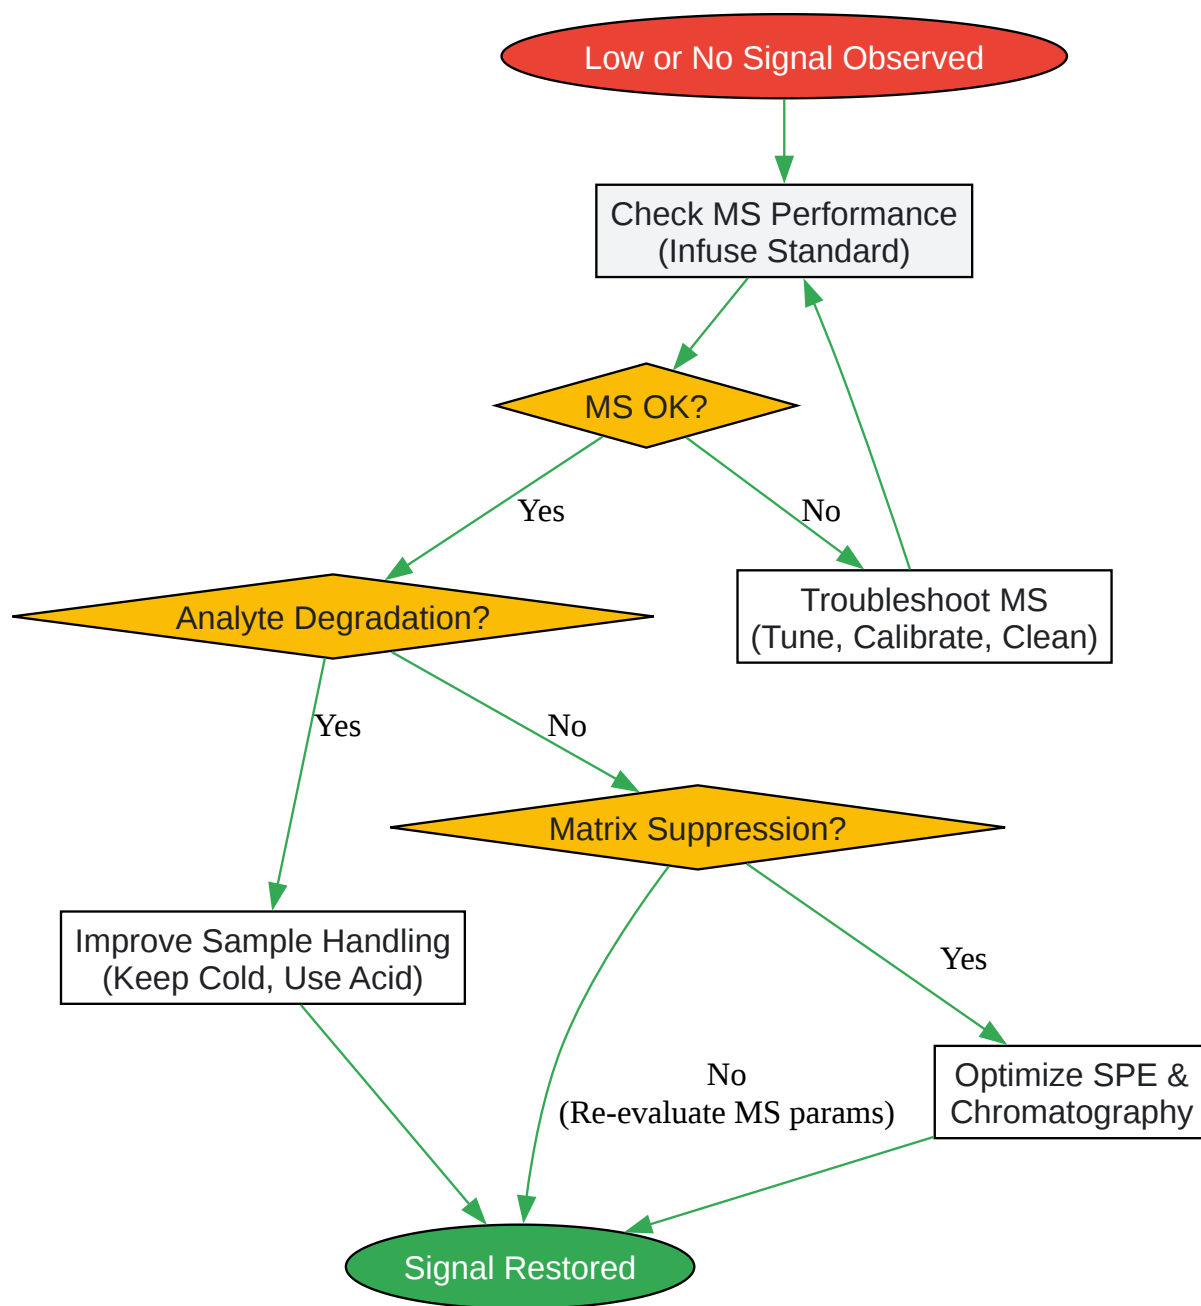 Low or No Signal Observed
Check MS Performance
(Infuse Standard)
MS OK?
Yes
No
Troubleshoot MS
(Tune, Calibrate, Clean)
Analyte Degradation?
Yes
No
Matrix Suppression?
Improve Sample Handling
(Keep Cold, Use Acid)
Yes
No
(Re-evaluate MS params)
Optimize SPE &
Chromatography
Signal Restored